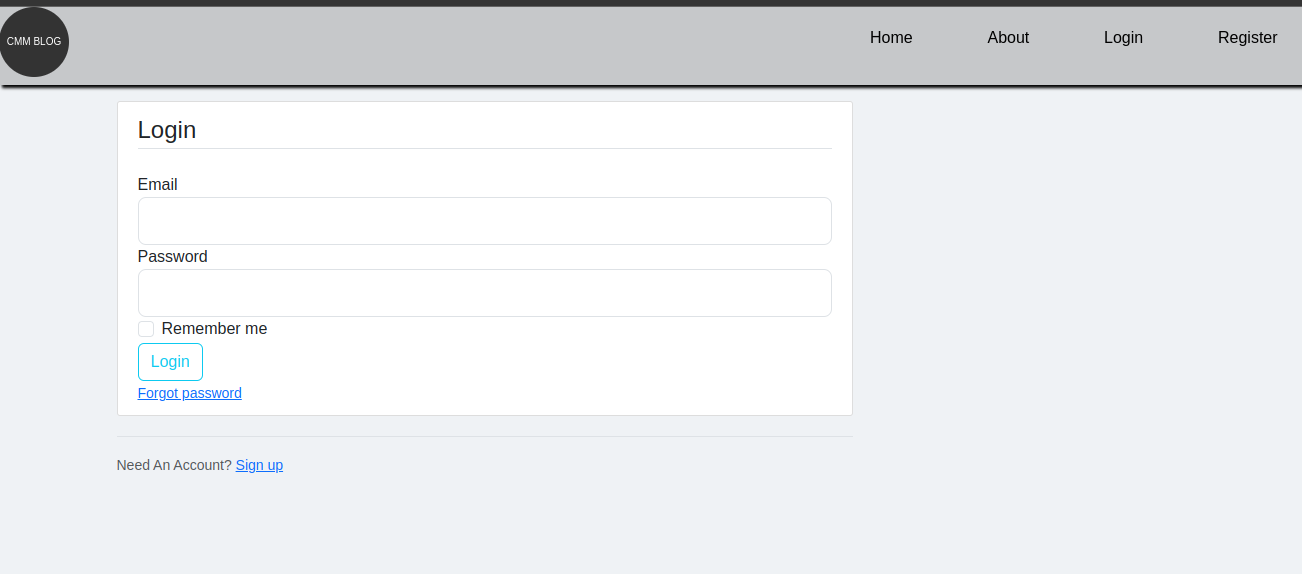 CMM BLOG
Home About Login Register
Login
Email
Password
Remember me
Login
Forgot password
Need An Account? Sign up